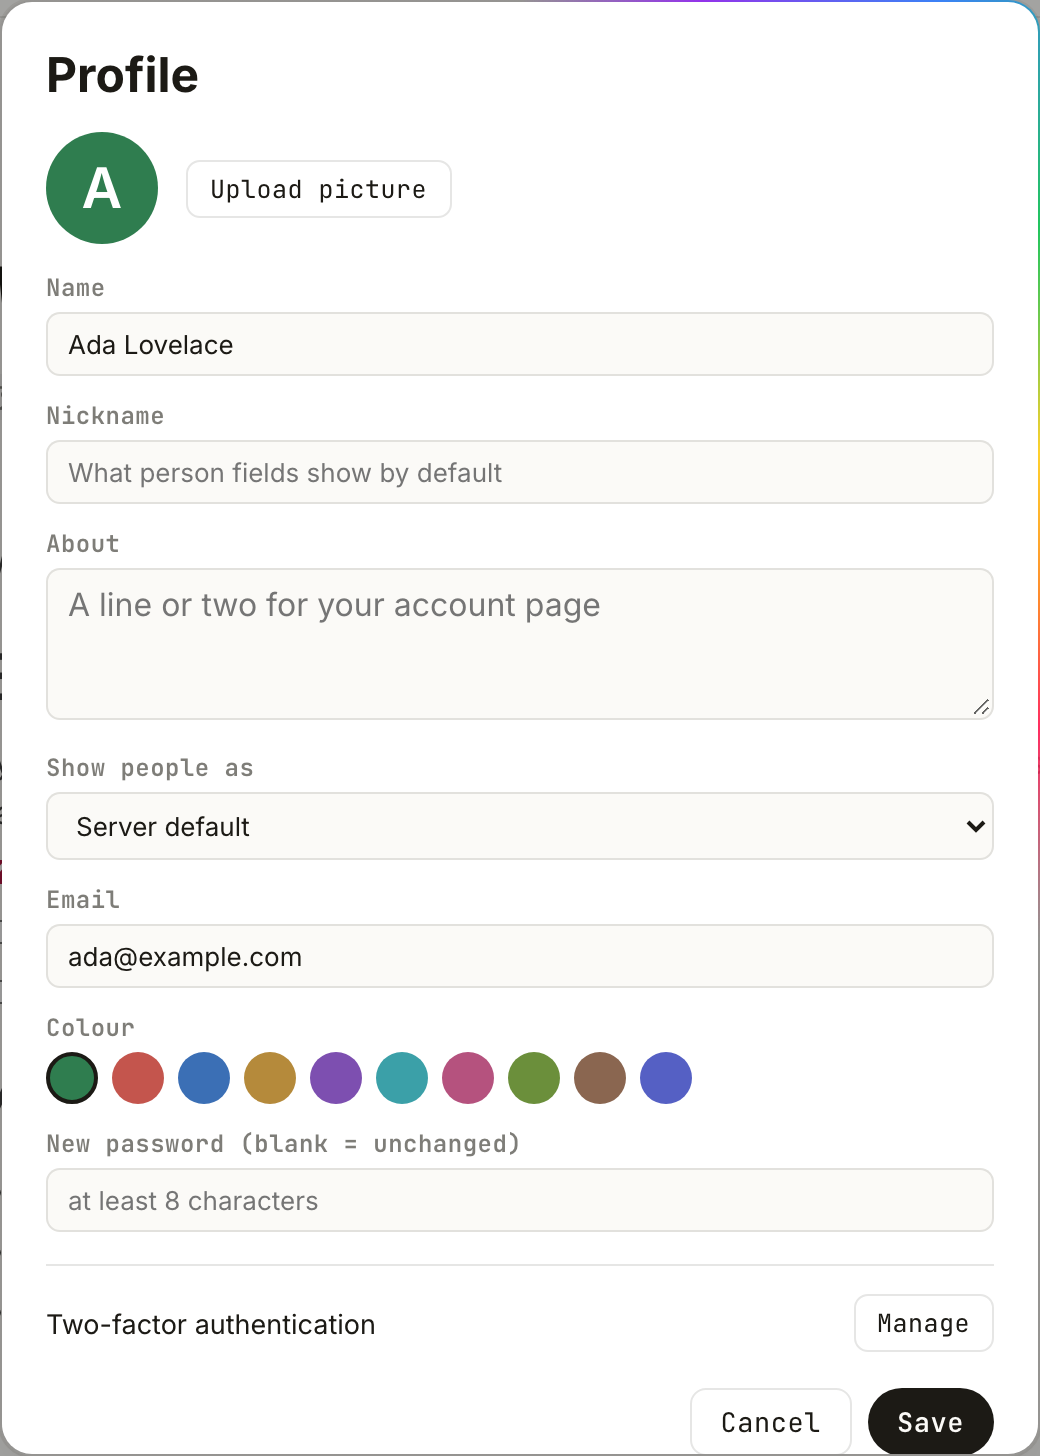 Profile
A
Upload picture
Name
Ada Lovelace
Nickname
What person fields show by default
About
A line or two for your account page
Show people as
Server default
Email
ada@example.com
Colour
New password (blank = unchanged)
at least 8 characters
Two-factor authentication
Manage
Cancel
Save